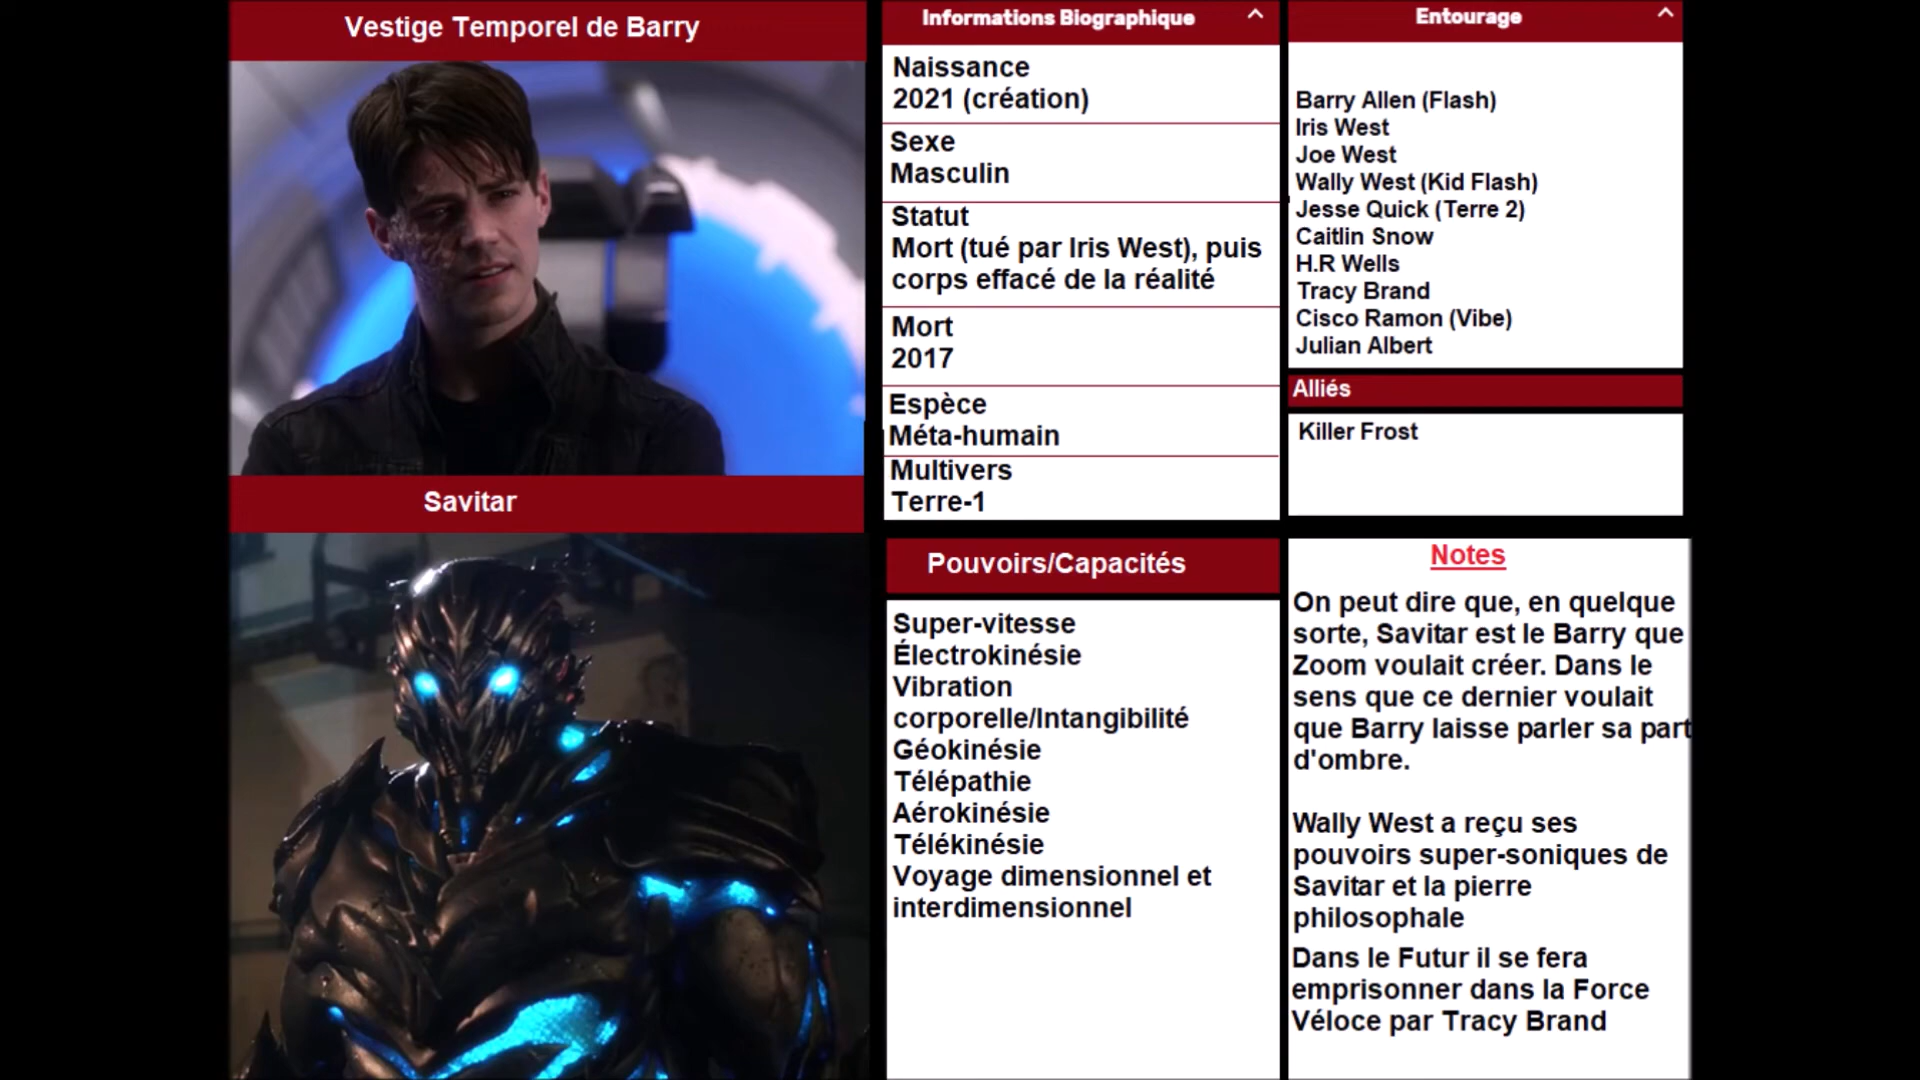 Vestige Temporel de Barry
Savitar
Informations Biographique
Naissance
2021 (création)
Sexe
Masculin
Statut
Mort (tué par Iris West), puis
corps effacé de la réalité
Mort
2017
Espèce
Méta-humain
Multivers
Terre-1
Entourage
Barry Allen (Flash)
Iris West
Joe West
Wally West (Kid Flash)
Jesse Quick (Terre 2)
Caitlin Snow
H.R Wells
Tracy Brand
Cisco Ramon (Vibe)
Julian Albert
Alliés
Killer Frost
Pouvoirs/Capacités
Super-vitesse
Électrokinésie
Vibration
corporelle/Intangibilité
Géokinésie
Télépathie
Aérokinésie
Télékinésie
Voyage dimensionnel et
interdimensionnel
Notes
On peut dire que, en quelque
sorte, Savitar est le Barry que
Zoom voulait créer. Dans le
sens que ce dernier voulait
que Barry laisse parler sa part
d'ombre.
Wally West a reçu ses
pouvoirs super-soniques de
Savitar et la pierre
philosophale
Dans le Futur il se fera
emprisonner dans la Force
Véloce par Tracy Brand